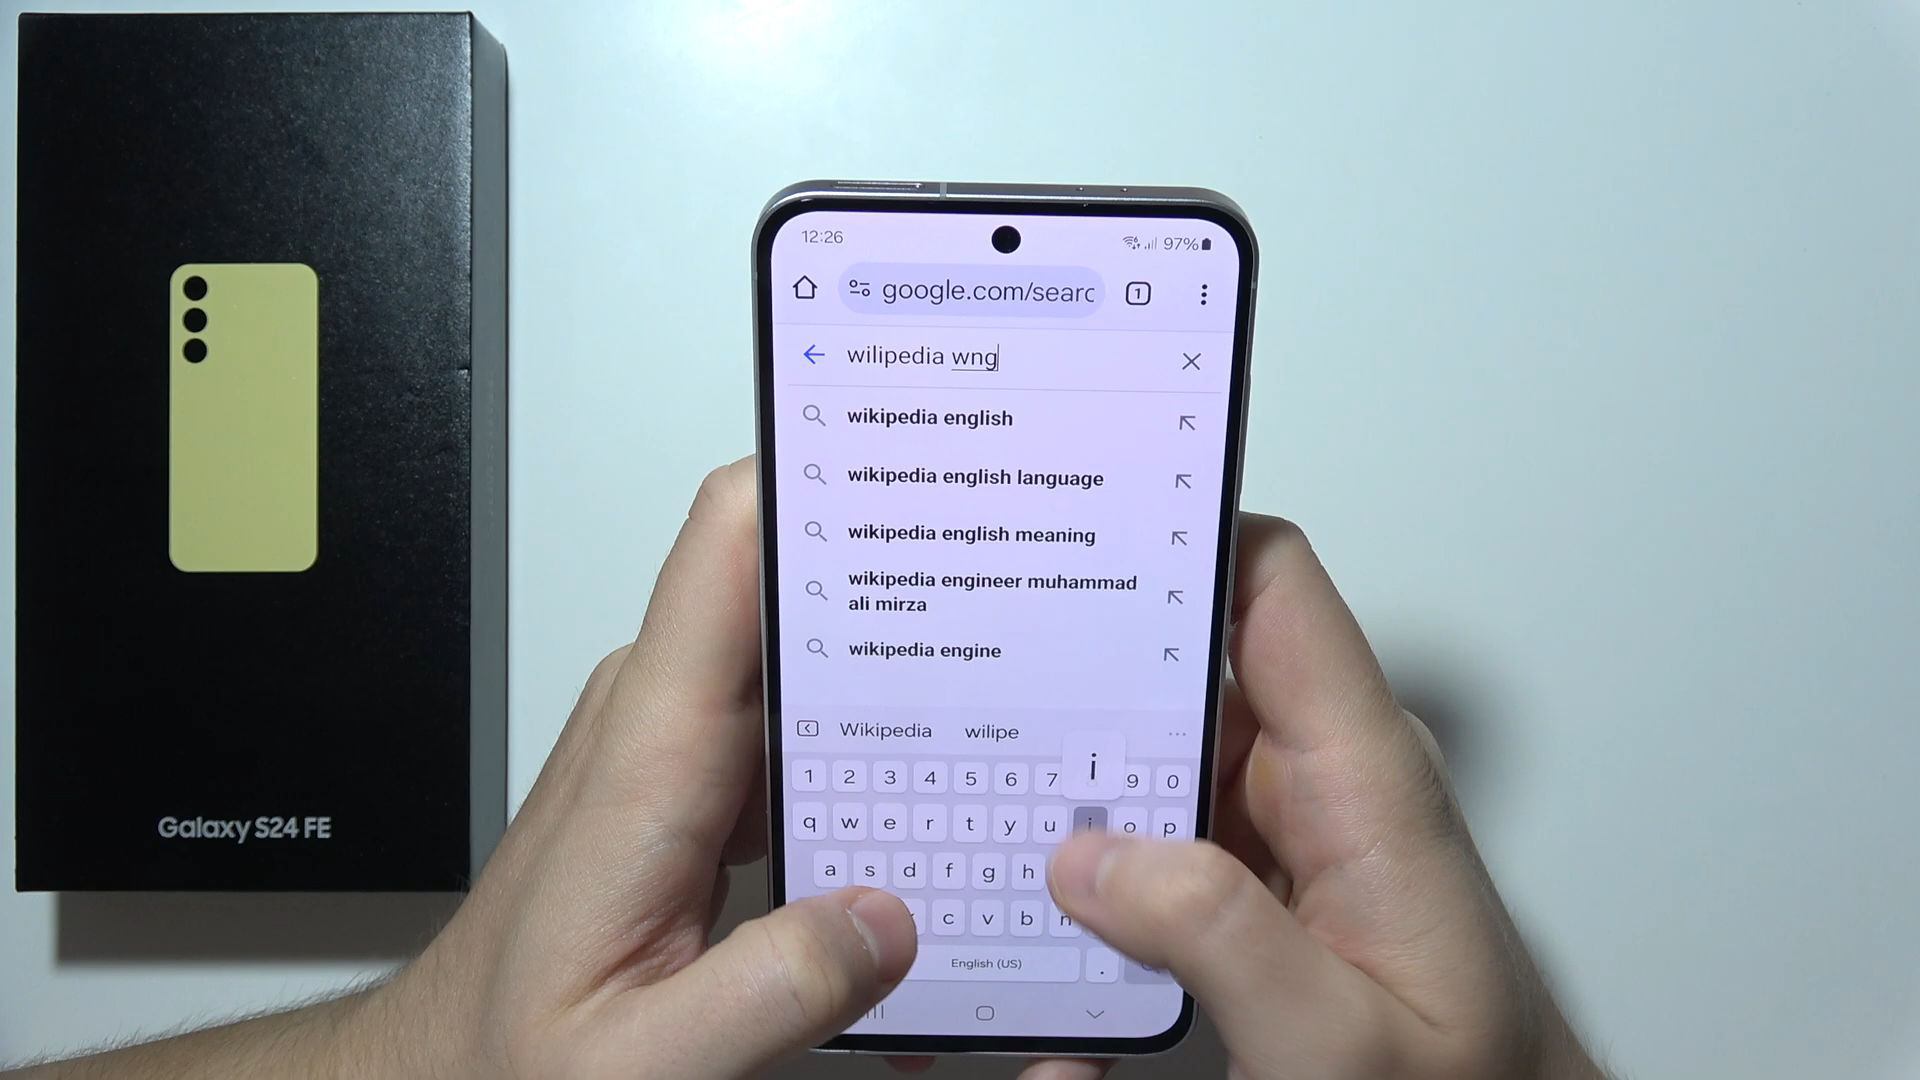 12:26
97%
google.com/searc
1
wilipedia wng
wikipedia english
wikipedia english language
wikipedia english meaning
wikipedia engineer muhammad
ali mirza
wikipedia engine
Wikipedia wilipe ...
i
1 2 3 4 5 6 7 9 0
q w e r t y u i o p
a s d f g h
c v b n
English (US) .
Galaxy S24 FE